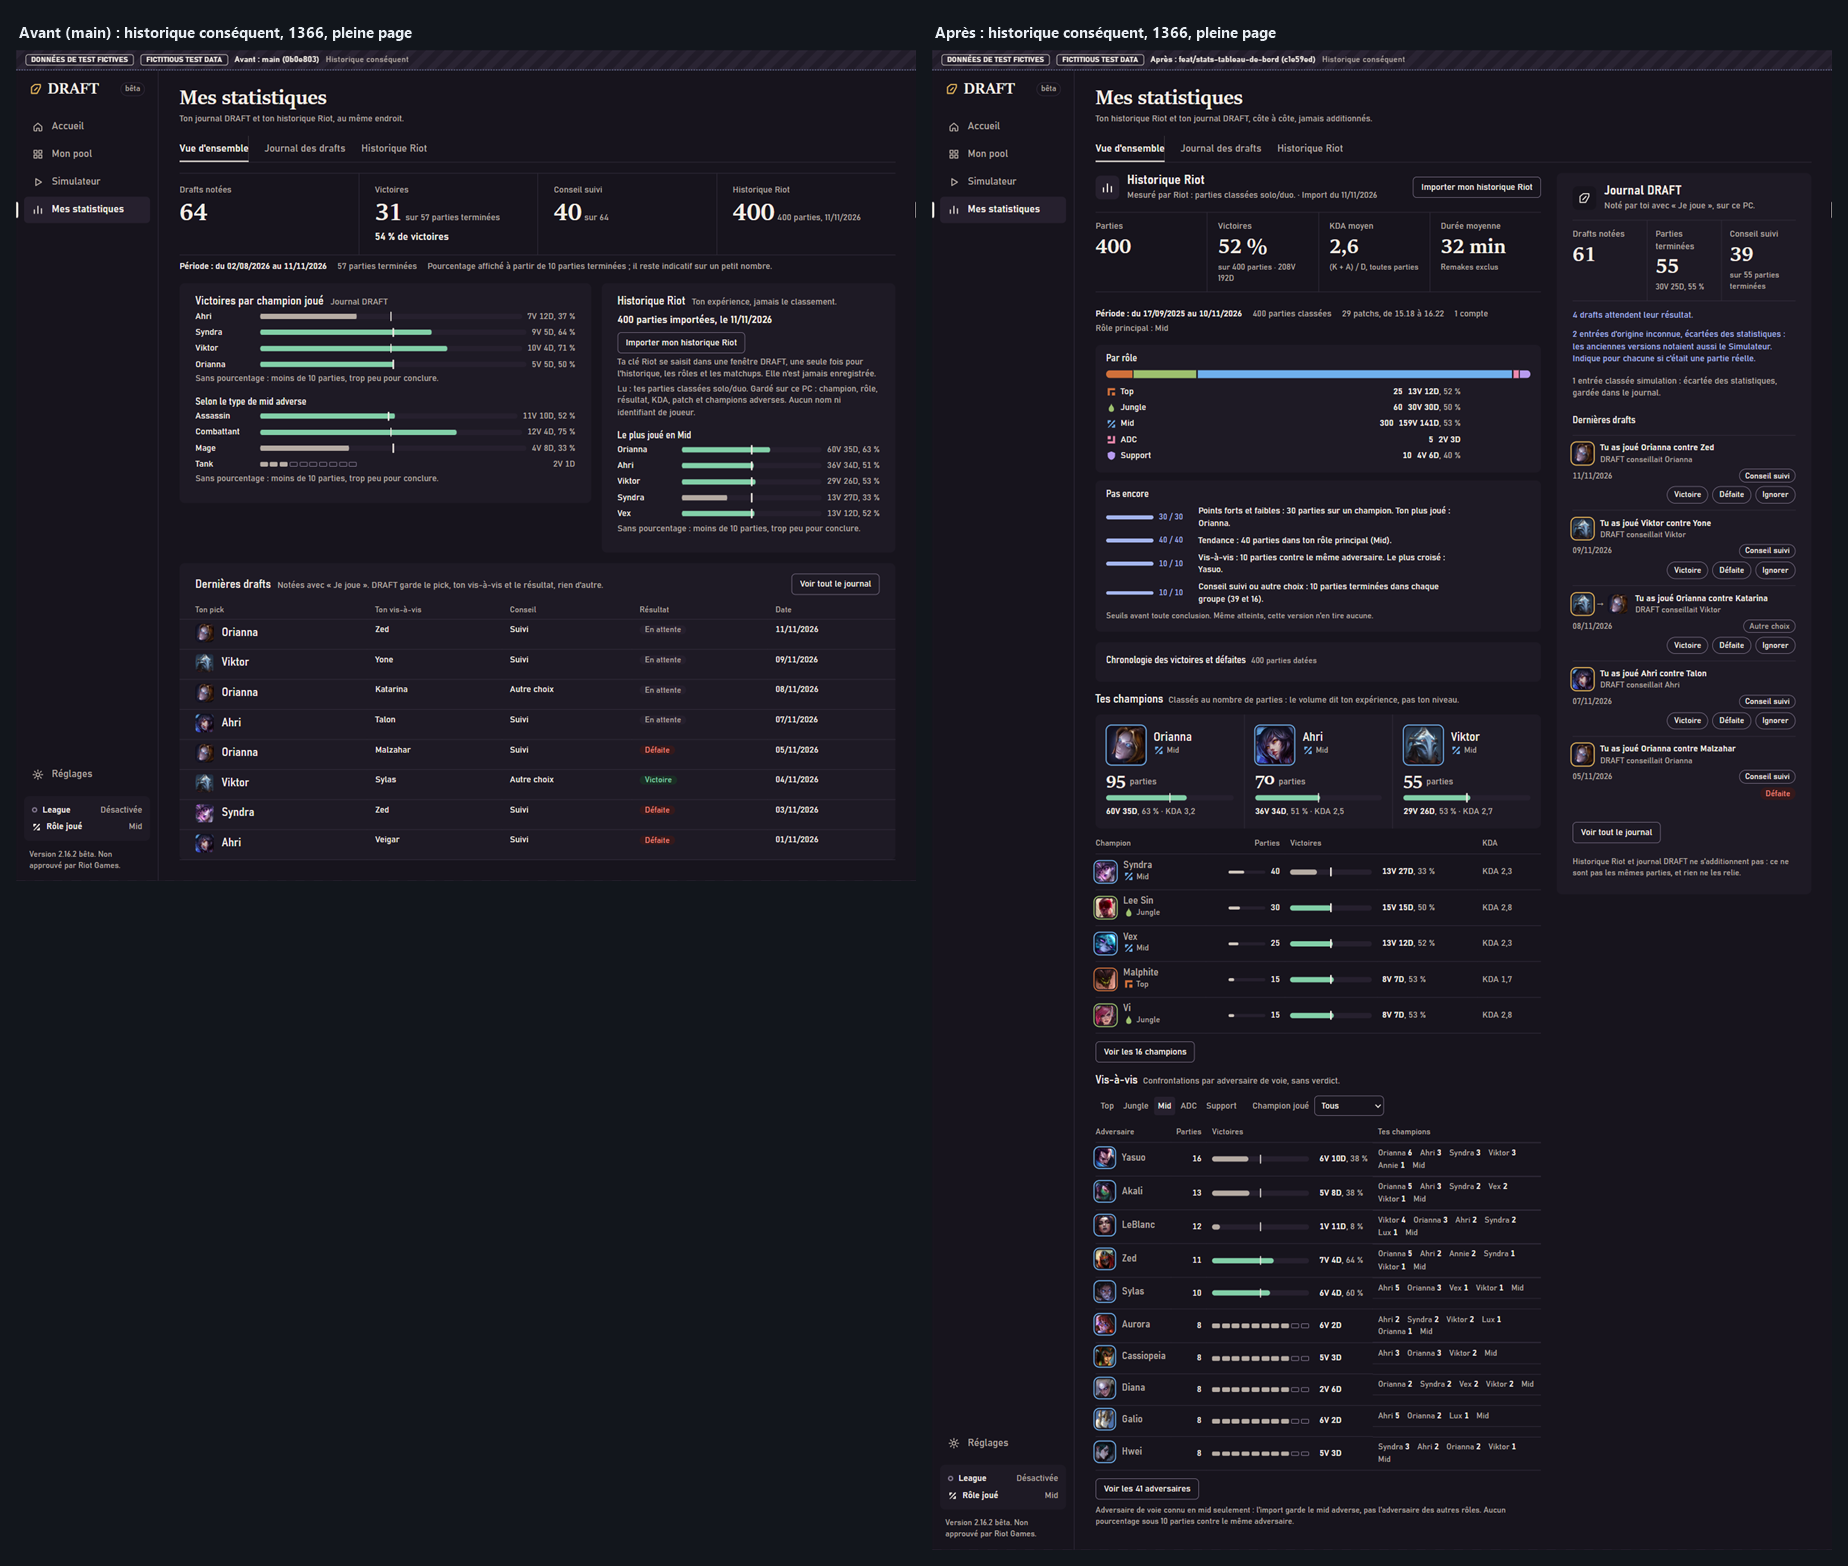 Avant (main) : historique conséquent, 1366, pleine page
DONNÉES DE TEST FICTIVES FICTITIOUS TEST DATA Avant : main (0b0e803) Historique conséquent
DRAFT bêta
Accueil
Mon pool
Simulateur
Mes statistiques
Réglages
League Désactivée
Rôle joué Mid
Version 2.16.2 bêta. Non
approuvé par Riot Games.
Mes statistiques
Ton journal DRAFT et ton historique Riot, au même endroit.
Vue d'ensemble Journal des drafts Historique Riot
Drafts notées
64
Victoires
31 sur 57 parties terminées
54 % de victoires
Conseil suivi
40 sur 64
Historique Riot
400 400 parties, 11/11/2026
Période : du 02/08/2026 au 11/11/2026 57 parties terminées Pourcentage affiché à partir de 10 parties terminées ; il reste indicatif sur un petit nombre.
Victoires par champion joué Journal DRAFT
Ahri 7V 12D, 37 %
Syndra 9V 5D, 64 %
Viktor 10V 4D, 71 %
Orianna 5V 5D, 50 %
Sans pourcentage : moins de 10 parties, trop peu pour conclure.
Selon le type de mid adverse
Assassin 11V 10D, 52 %
Combattant 12V 4D, 75 %
Mage 4V 8D, 33 %
Tank 2V 1D
Sans pourcentage : moins de 10 parties, trop peu pour conclure.
Historique Riot Ton expérience, jamais le classement.
400 parties importées, le 11/11/2026
Importer mon historique Riot
Ta clé Riot se saisit dans une fenêtre DRAFT, une seule fois pour
l'historique, les rôles et les matchups. Elle n'est jamais enregistrée.
Lu : tes parties classées solo/duo. Gardé sur ce PC : champion, rôle,
résultat, KDA, patch et champions adverses. Aucun nom ni
identifiant de joueur.
Le plus joué en Mid
Orianna 60V 35D, 63 %
Ahri 36V 34D, 51 %
Viktor 29V 26D, 53 %
Syndra 13V 27D, 33 %
Vex 13V 12D, 52 %
Sans pourcentage : moins de 10 parties, trop peu pour conclure.
Dernières drafts Notées avec « Je joue ». DRAFT garde le pick, ton vis-à-vis et le résultat, rien d'autre. Voir tout le journal
Ton pick Ton vis-à-vis Conseil Résultat Date
Orianna Zed Suivi En attente 11/11/2026
Viktor Yone Suivi En attente 09/11/2026
Orianna Katarina Autre choix En attente 08/11/2026
Ahri Talon Suivi En attente 07/11/2026
Orianna Malzahar Suivi Défaite 05/11/2026
Viktor Sylas Autre choix Victoire 04/11/2026
Syndra Zed Suivi Défaite 03/11/2026
Ahri Veigar Suivi Défaite 01/11/2026
Après : historique conséquent, 1366, pleine page
DONNÉES DE TEST FICTIVES FICTITIOUS TEST DATA Après : feat/stats-tableau-de-bord (c1e59ed) Historique conséquent
DRAFT bêta
Accueil
Mon pool
Simulateur
Mes statistiques
Réglages
League Désactivée
Rôle joué Mid
Version 2.16.2 bêta. Non
approuvé par Riot Games.
Mes statistiques
Ton historique Riot et ton journal DRAFT, côte à côte, jamais additionnés.
Vue d'ensemble Journal des drafts Historique Riot
Historique Riot
Mesuré par Riot : parties classées solo/duo. · Import du 11/11/2026
Importer mon historique Riot
Parties
400
Victoires
52 %
sur 400 parties · 208V
192D
KDA moyen
2,6
(K + A) / D, toutes parties
Durée moyenne
32 min
Remakes exclus
Période : du 17/09/2025 au 10/11/2026 400 parties classées 29 patchs, de 15.18 à 16.22 1 compte
Rôle principal : Mid
Par rôle
Top 25 13V 12D, 52 %
Jungle 60 30V 30D, 50 %
Mid 300 159V 141D, 53 %
ADC 5 2V 3D
Support 10 4V 6D, 40 %
Pas encore
30 / 30 Points forts et faibles : 30 parties sur un champion. Ton plus joué :
Orianna.
40 / 40 Tendance : 40 parties dans ton rôle principal (Mid).
10 / 10 Vis-à-vis : 10 parties contre le même adversaire. Le plus croisé :
Yasuo.
10 / 10 Conseil suivi ou autre choix : 10 parties terminées dans chaque
groupe (39 et 16).
Seuils avant toute conclusion. Même atteints, cette version n'en tire aucune.
Chronologie des victoires et défaites 400 parties datées
Tes champions Classés au nombre de parties : le volume dit ton expérience, pas ton niveau.
Orianna
Mid
95 parties
60V 35D, 63 % · KDA 3,2
Ahri
Mid
70 parties
36V 34D, 51 % · KDA 2,5
Viktor
Mid
55 parties
29V 26D, 53 % · KDA 2,7
Champion Parties Victoires KDA
Syndra Mid 40 13V 27D, 33 % KDA 2,3
Lee Sin Jungle 30 15V 15D, 50 % KDA 2,8
Vex Mid 25 13V 12D, 52 % KDA 2,3
Malphite Top 15 8V 7D, 53 % KDA 1,7
Vi Jungle 15 8V 7D, 53 % KDA 2,8
Voir les 16 champions
Vis-à-vis Confrontations par adversaire de voie, sans verdict.
Top Jungle Mid ADC Support Champion joué Tous
Adversaire Parties Victoires Tes champions
Yasuo 16 6V 10D, 38 % Orianna 6 Ahri 3 Syndra 3 Viktor 3
Annie 1 Mid
Akali 13 5V 8D, 38 % Orianna 5 Ahri 3 Syndra 2 Vex 2
Viktor 1 Mid
LeBlanc 12 1V 11D, 8 % Viktor 4 Orianna 3 Ahri 2 Syndra 2
Lux 1 Mid
Zed 11 7V 4D, 64 % Orianna 5 Ahri 2 Annie 2 Syndra 1
Viktor 1 Mid
Sylas 10 6V 4D, 60 % Ahri 5 Orianna 3 Vex 1 Viktor 1 Mid
Aurora 8 6V 2D Ahri 2 Syndra 2 Viktor 2 Lux 1
Orianna 1 Mid
Cassiopeia 8 5V 3D Ahri 3 Orianna 3 Viktor 2 Mid
Diana 8 2V 6D Orianna 2 Syndra 2 Vex 2 Viktor 2 Mid
Galio 8 6V 2D Ahri 5 Orianna 2 Lux 1 Mid
Hwei 8 5V 3D Syndra 3 Ahri 2 Orianna 2 Viktor 1
Mid
Voir les 41 adversaires
Adversaire de voie connu en mid seulement : l'import garde le mid adverse, pas l'adversaire des autres rôles. Aucun
pourcentage sous 10 parties contre le même adversaire.
Journal DRAFT
Noté par toi avec « Je joue », sur ce PC.
Drafts notées
61
Parties
terminées
55
30V 25D, 55 %
Conseil suivi
39
sur 55 parties
terminées
4 drafts attendent leur résultat.
2 entrées d'origine inconnue, écartées des statistiques :
les anciennes versions notaient aussi le Simulateur.
Indique pour chacune si c'était une partie réelle.
1 entrée classée simulation : écartée des statistiques,
gardée dans le journal.
Dernières drafts
Tu as joué Orianna contre Zed
DRAFT conseillait Orianna
11/11/2026 Conseil suivi
Victoire Défaite Ignorer
Tu as joué Viktor contre Yone
DRAFT conseillait Viktor
09/11/2026 Conseil suivi
Victoire Défaite Ignorer
→ Tu as joué Orianna contre Katarina
DRAFT conseillait Viktor
08/11/2026 Autre choix
Victoire Défaite Ignorer
Tu as joué Ahri contre Talon
DRAFT conseillait Ahri
07/11/2026 Conseil suivi
Victoire Défaite Ignorer
Tu as joué Orianna contre Malzahar
DRAFT conseillait Orianna
05/11/2026 Conseil suivi
Défaite
Voir tout le journal
Historique Riot et journal DRAFT ne s'additionnent pas : ce ne
sont pas les mêmes parties, et rien ne les relie.